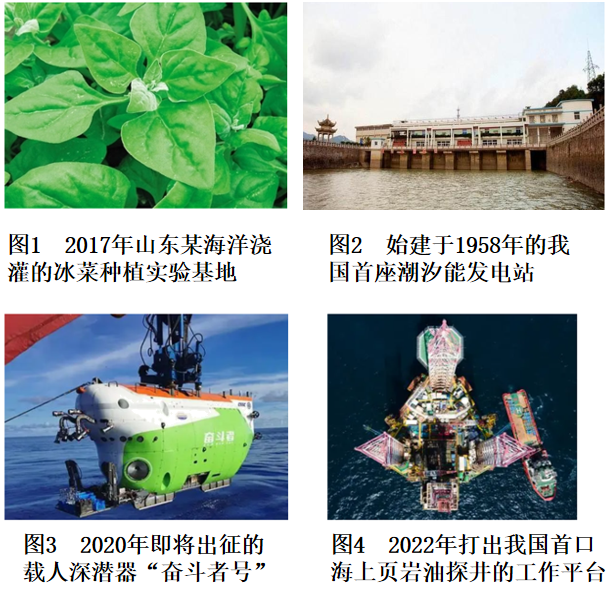 图1 2017年山东某海洋浇
灌的冰菜种植实验基地
图2 始建于1958年的我
国首座潮汐能发电站
奋斗者
图3 2020年即将出征的
载人深潜器“奋斗者号”
图4 2022年打出我国首口
海上页岩油探井的工作平台